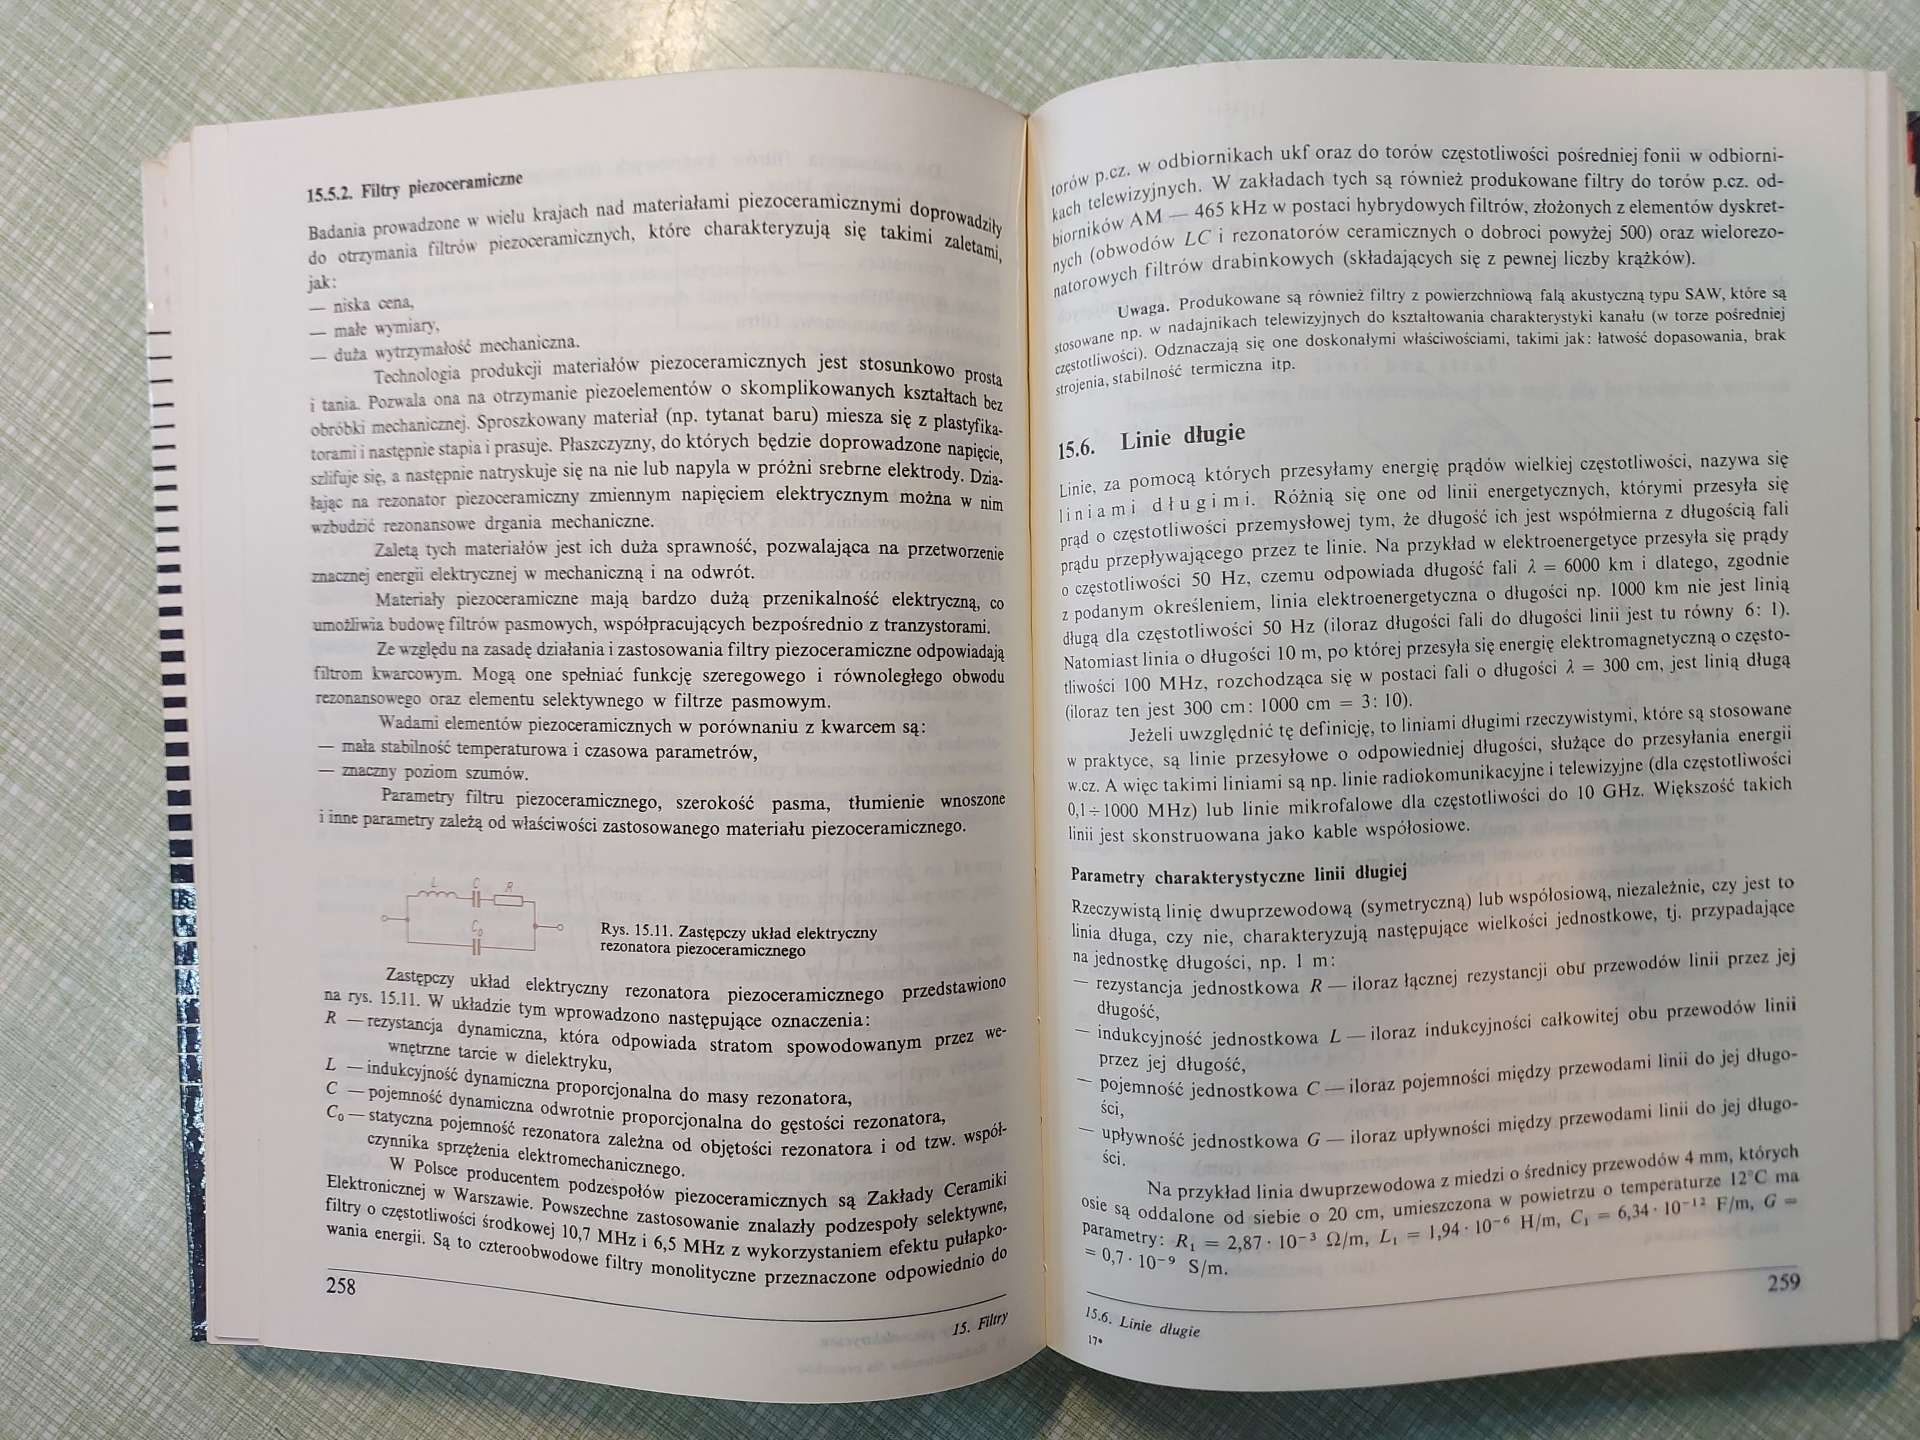 15.5.2. Filtry piezoceramiczne
Badania prowadzone w wielu krajach nad materiałami piezoceramicznymi doprowadziły
do otrzymania filtrów piezoceramicznych, które charakteryzują się takimi zaletami,
jak:
— niska cena,
— małe wymiary,
— duża wytrzymałość mechaniczna.
Technologia produkcji materiałów piezoceramicznych jest stosunkowo prosta
i tania. Pozwala ona na otrzymanie piezoelementów o skomplikowanych kształtach bez
obróbki mechanicznej. Sproszkowany materiał (np. tytanat baru) miesza się z plastyfika-
torami i następnie stapia i prasuje. Płaszczyzny, do których będzie doprowadzone napięcie,
szlifuje się, a następnie natryskuje się na nie lub napyla w próżni srebrne elektrody. Dzia-
łając na rezonator piezoceramiczny zmiennym napięciem elektrycznym można w nim
wzbudzić rezonansowe drgania mechaniczne.
Zaletą tych materiałów jest ich duża sprawność, pozwalająca na przetworzenie
znacznej energii elektrycznej w mechaniczną i na odwrót.
Materiały piezoceramiczne mają bardzo dużą przenikalność elektryczną, co
umożliwia budowę filtrów pasmowych, współpracujących bezpośrednio z tranzystorami.
Ze względu na zasadę działania i zastosowania filtry piezoceramiczne odpowiadają
filtrom kwarcowym. Mogą one spełniać funkcję szeregowego i równoległego obwodu
rezonansowego oraz elementu selektywnego w filtrze pasmowym.
Wadami elementów piezoceramicznych w porównaniu z kwarcem są:
— mała stabilność temperaturowa i czasowa parametrów,
— znaczny poziom szumów.
Parametry filtru piezoceramicznego, szerokość pasma, tłumienie wnoszone
i inne parametry zależą od właściwości zastosowanego materiału piezoceramicznego.
L C R
C₀
Rys. 15.11. Zastępczy układ elektryczny
rezonatora piezoceramicznego
Zastępczy układ elektryczny rezonatora piezoceramicznego przedstawiono
na rys. 15.11. W układzie tym wprowadzono następujące oznaczenia:
R — rezystancja dynamiczna, która odpowiada stratom spowodowanym przez we-
wnętrzne tarcie w dielektryku,
L — indukcyjność dynamiczna proporcjonalna do masy rezonatora,
C — pojemność dynamiczna odwrotnie proporcjonalna do gęstości rezonatora,
C₀ — statyczna pojemność rezonatora zależna od objętości rezonatora i od tzw. współ-
czynnika sprzężenia elektromechanicznego.
W Polsce producentem podzespołów piezoceramicznych są Zakłady Ceramiki
Elektronicznej w Warszawie. Powszechne zastosowanie znalazły podzespoły selektywne,
filtry o częstotliwości środkowej 10,7 MHz i 6,5 MHz z wykorzystaniem efektu pułapko-
wania energii. Są to czteroobwodowe filtry monolityczne przeznaczone odpowiednio do
258
15. Filtry
torów p.cz. w odbiornikach ukf oraz do torów częstotliwości pośredniej fonii w odbiorni-
kach telewizyjnych. W zakładach tych są również produkowane filtry do torów p.cz. od-
biorników AM — 465 kHz w postaci hybrydowych filtrów, złożonych z elementów dyskret-
nych (obwodów LC i rezonatorów ceramicznych o dobroci powyżej 500) oraz wielorezo-
natorowych filtrów drabinkowych (składających się z pewnej liczby krążków).
Uwaga. Produkowane są również filtry z powierzchniową falą akustyczną typu SAW, które są
stosowane np. w nadajnikach telewizyjnych do kształtowania charakterystyki kanału (w torze pośredniej
częstotliwości). Odznaczają się one doskonałymi właściwościami, takimi jak: łatwość dopasowania, brak
strojenia, stabilność termiczna itp.
15.6. Linie długie
Linie, za pomocą których przesyłamy energię prądów wielkiej częstotliwości, nazywa się
liniami długimi. Różnią się one od linii energetycznych, którymi przesyła się
prąd o częstotliwości przemysłowej tym, że długość ich jest współmierna z długością fali
prądu przepływającego przez te linie. Na przykład w elektroenergetyce przesyła się prądy
o częstotliwości 50 Hz, czemu odpowiada długość fali λ = 6000 km i dlatego, zgodnie
z podanym określeniem, linia elektroenergetyczna o długości np. 1000 km nie jest linią
długą dla częstotliwości 50 Hz (iloraz długości fali do długości linii jest tu równy 6: 1).
Natomiast linia o długości 10 m, po której przesyła się energię elektromagnetyczną o często-
tliwości 100 MHz, rozchodząca się w postaci fali o długości λ = 300 cm, jest linią długą
(iloraz ten jest 300 cm: 1000 cm = 3: 10).
Jeżeli uwzględnić tę definicję, to liniami długimi rzeczywistymi, które są stosowane
w praktyce, są linie przesyłowe o odpowiedniej długości, służące do przesyłania energii
w.cz. A więc takimi liniami są np. linie radiokomunikacyjne i telewizyjne (dla częstotliwości
0,1÷1000 MHz) lub linie mikrofalowe dla częstotliwości do 10 GHz. Większość takich
linii jest skonstruowana jako kable współosiowe.
Parametry charakterystyczne linii długiej
Rzeczywistą linię dwuprzewodową (symetryczną) lub współosiową, niezależnie, czy jest to
linia długa, czy nie, charakteryzują następujące wielkości jednostkowe, tj. przypadające
na jednostkę długości, np. 1 m:
— rezystancja jednostkowa R — iloraz łącznej rezystancji obu przewodów linii przez jej
długość,
— indukcyjność jednostkowa L — iloraz indukcyjności całkowitej obu przewodów linii
przez jej długość,
— pojemność jednostkowa C — iloraz pojemności między przewodami linii do jej długo-
ści,
— upływność jednostkowa G — iloraz upływności między przewodami linii do jej długo-
ści.
Na przykład linia dwuprzewodowa z miedzi o średnicy przewodów 4 mm, których
osie są oddalone od siebie o 20 cm, umieszczona w powietrzu o temperaturze 12°C ma
parametry: R₁ = 2,87 · 10⁻³ Ω/m, L₁ = 1,94 · 10⁻⁶ H/m, C₁ = 6,34 · 10⁻¹² F/m, G =
= 0,7 · 10⁻⁹ S/m.
259
15.6. Linie długie
17*